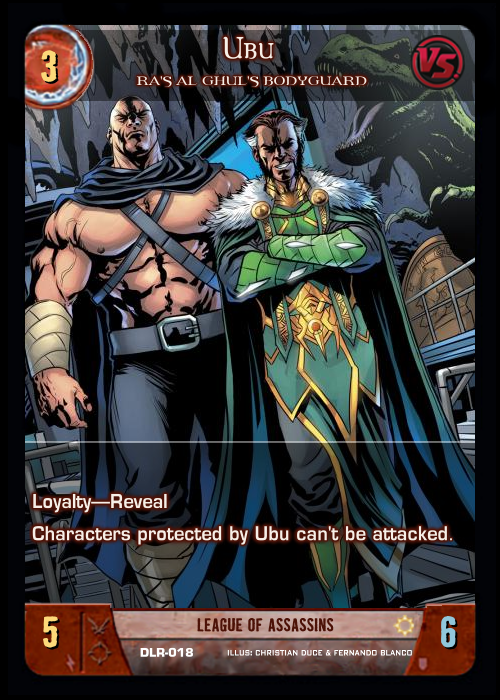 3
Ubu
VS
RA'S AL GHUL'S BODYGUARD
Loyalty—Reveal
Characters protected by Ubu can't be attacked.
5
LEAGUE OF ASSASSINS
6
DLR-018
ILLUS: CHRISTIAN DUCE & FERNANDO BLANCO